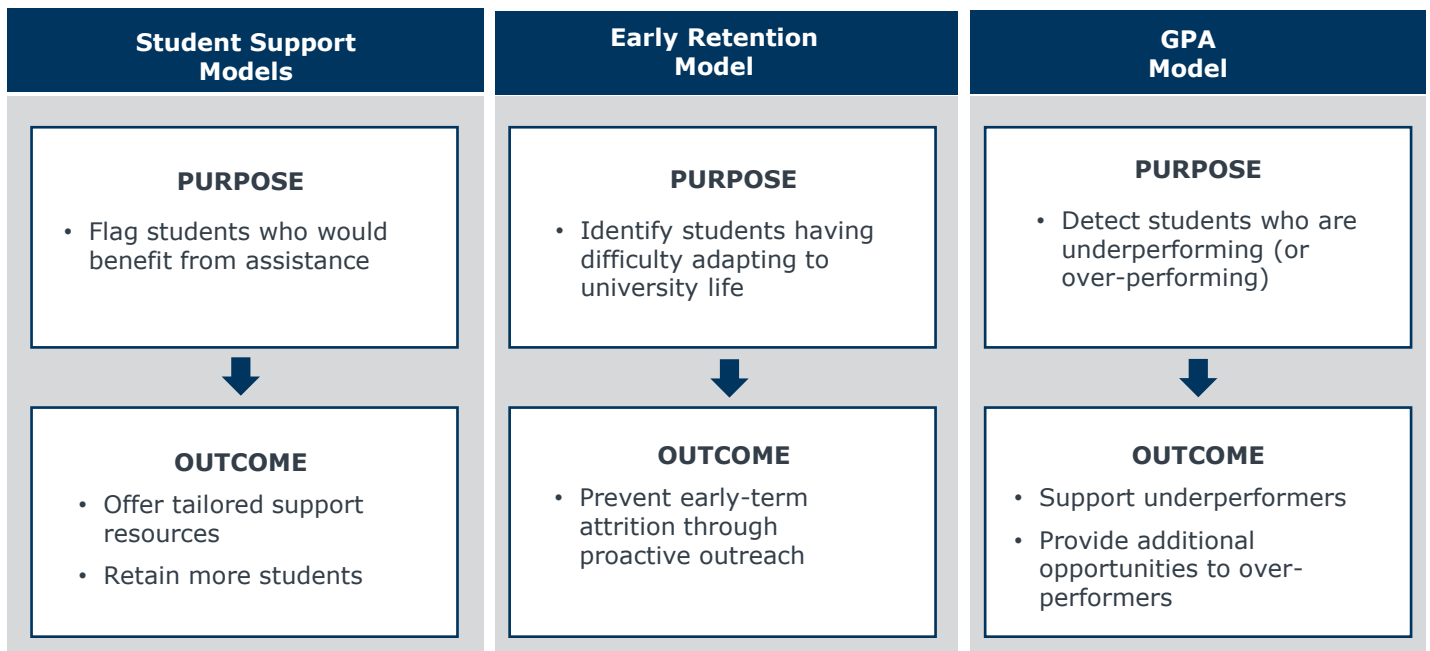 Student Support
Models
PURPOSE
• Flag students who would
benefit from assistance
OUTCOME
• Offer tailored support
resources
• Retain more students
Early Retention
Model
PURPOSE
• Identify students having
difficulty adapting to
university life
OUTCOME
• Prevent early-term
attrition through
proactive outreach
GPA
Model
PURPOSE
• Detect students who are
underperforming (or
over-performing)
OUTCOME
• Support underperformers
• Provide additional
opportunities to over-
performers